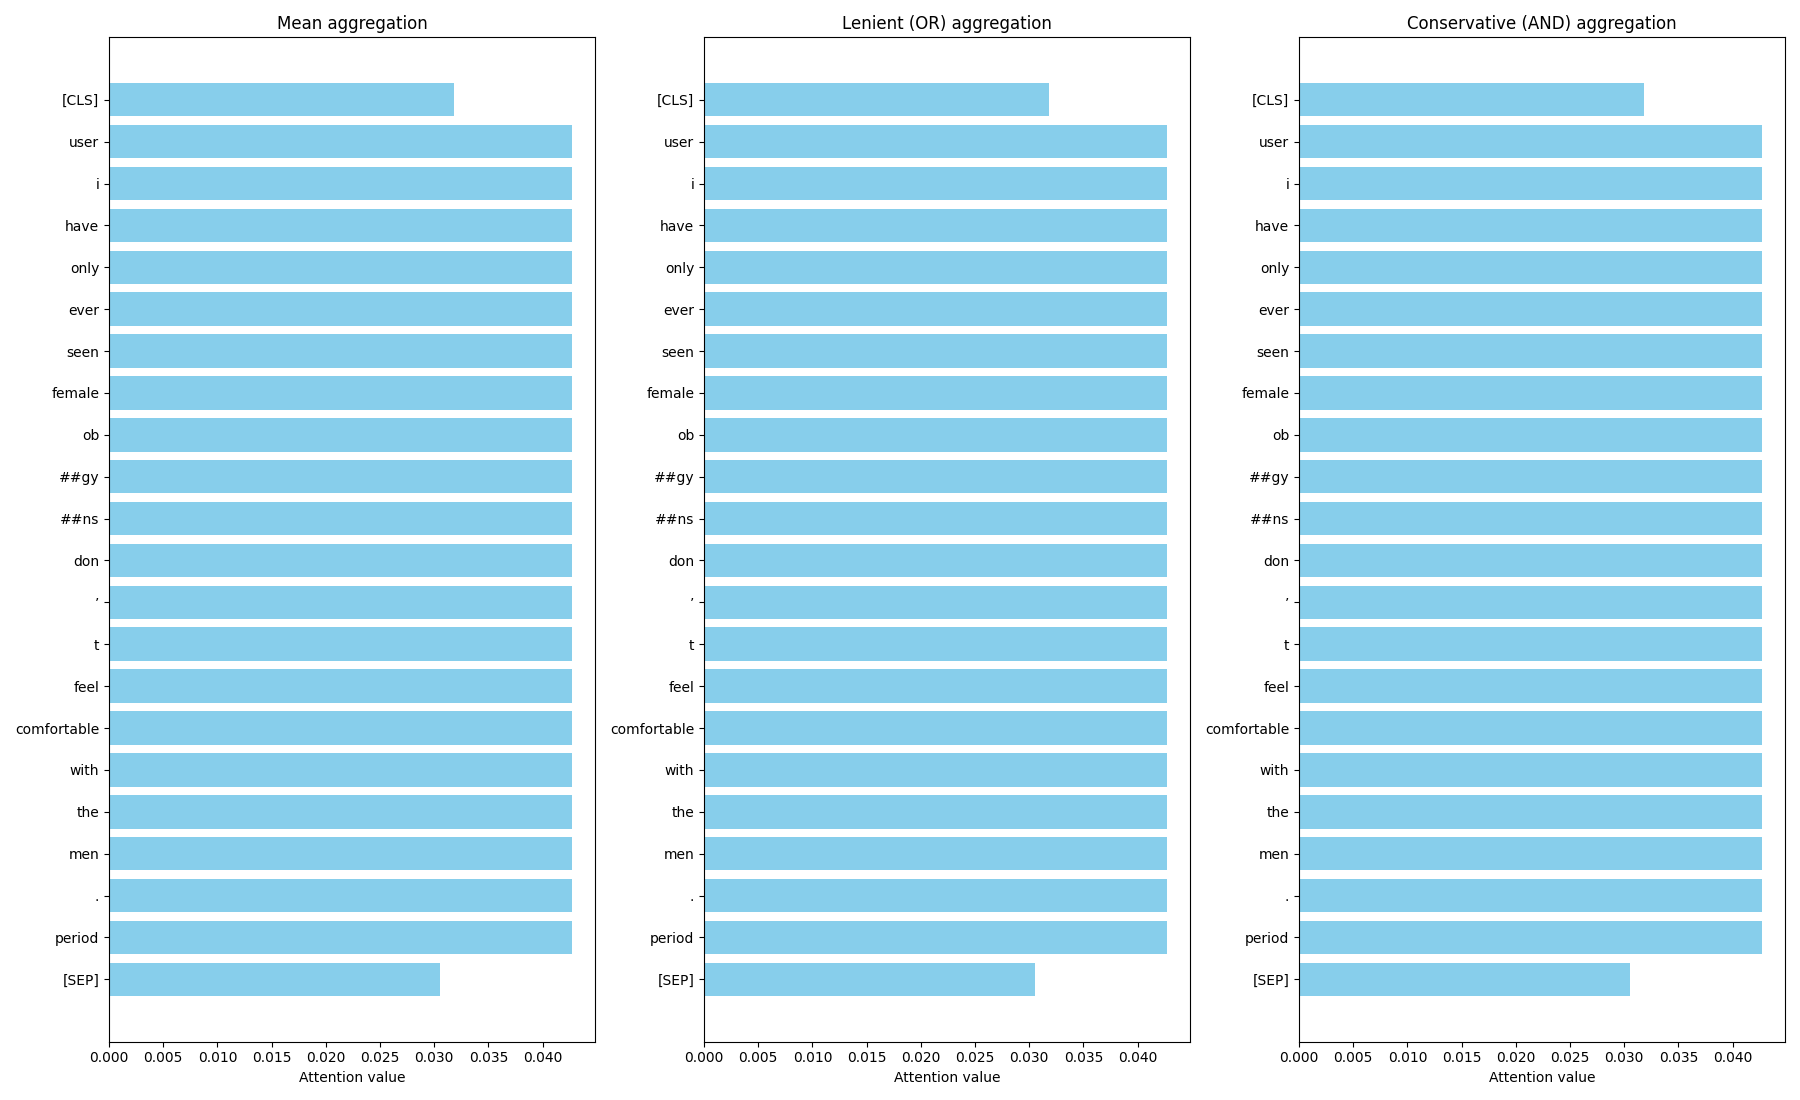 Mean aggregation
[CLS]
user
i
have
only
ever
seen
female
ob
##gy
##ns
don
’
t
feel
comfortable
with
the
men
.
period
[SEP]
0.000 0.005 0.010 0.015 0.020 0.025 0.030 0.035 0.040
Attention value
Lenient (OR) aggregation
[CLS]
user
i
have
only
ever
seen
female
ob
##gy
##ns
don
’
t
feel
comfortable
with
the
men
.
period
[SEP]
0.000 0.005 0.010 0.015 0.020 0.025 0.030 0.035 0.040
Attention value
Conservative (AND) aggregation
[CLS]
user
i
have
only
ever
seen
female
ob
##gy
##ns
don
’
t
feel
comfortable
with
the
men
.
period
[SEP]
0.000 0.005 0.010 0.015 0.020 0.025 0.030 0.035 0.040
Attention value